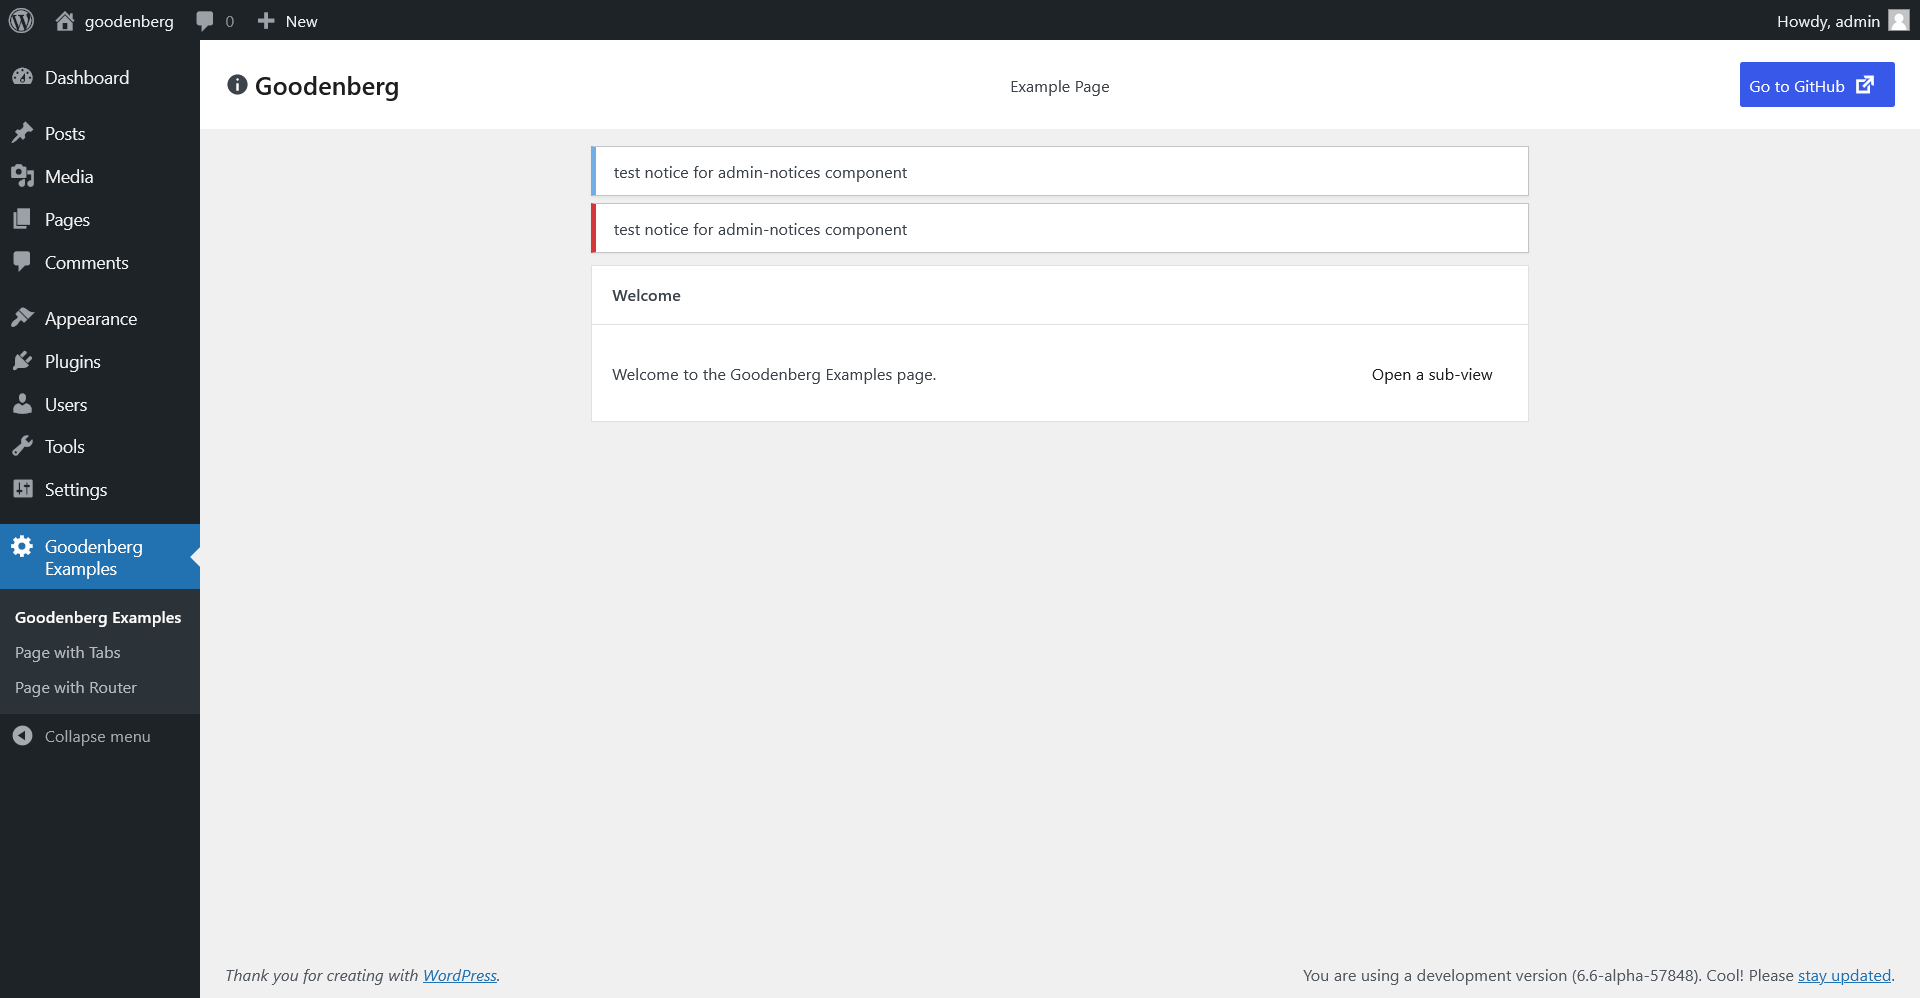 goodenberg
0
New
Howdy, admin
Dashboard
Posts
Media
Pages
Comments
Appearance
Plugins
Users
Tools
Settings
Goodenberg
Examples
Goodenberg Examples
Page with Tabs
Page with Router
Collapse menu
Goodenberg
Example Page
Go to GitHub
test notice for admin-notices component
test notice for admin-notices component
Welcome
Welcome to the Goodenberg Examples page.
Open a sub-view
Thank you for creating with WordPress.
You are using a development version (6.6-alpha-57848). Cool! Please stay updated.